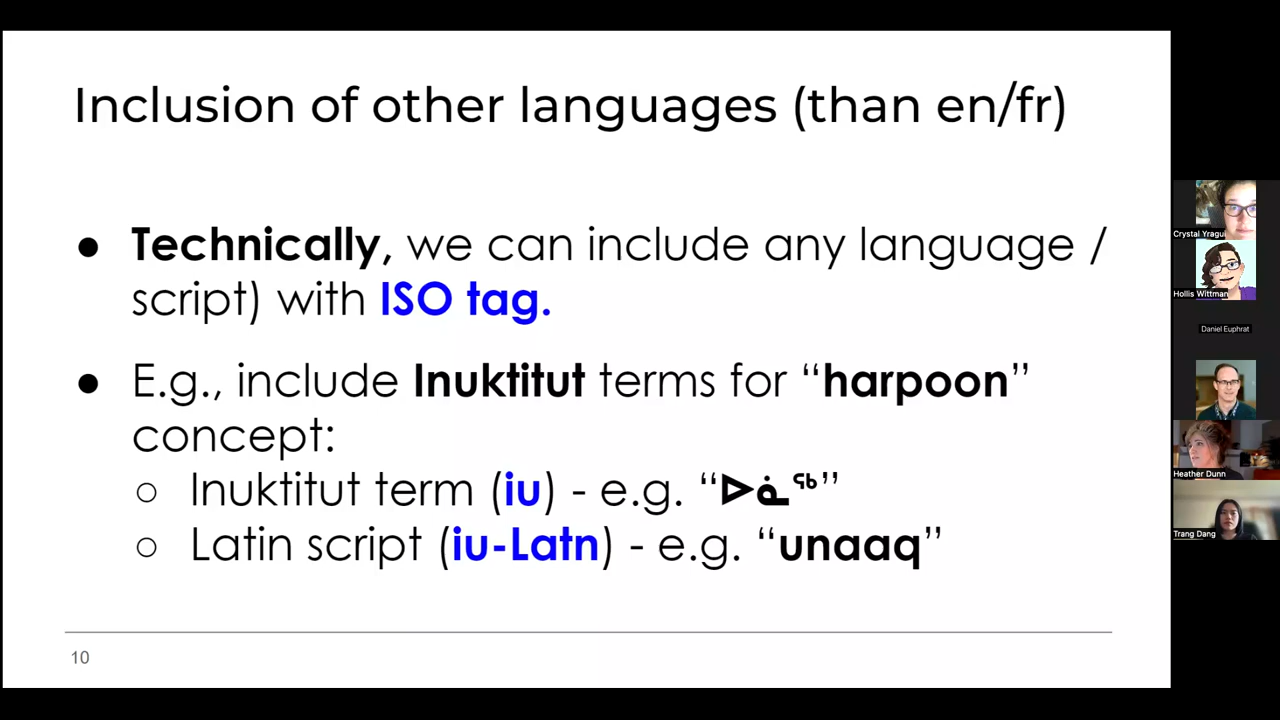 Inclusion of other languages (than en/fr)
● Technically, we can include any language /
script) with ISO tag.
● E.g., include Inuktitut terms for “harpoon”
concept:
○ Inuktitut term (iu) - e.g. “ᐅᓈᖅ”
○ Latin script (iu-Latn) - e.g. “unaaq”
10
Crystal Yragui
Hollis Wittman
Daniel Euphrat
Heather Dunn
Trang Dang